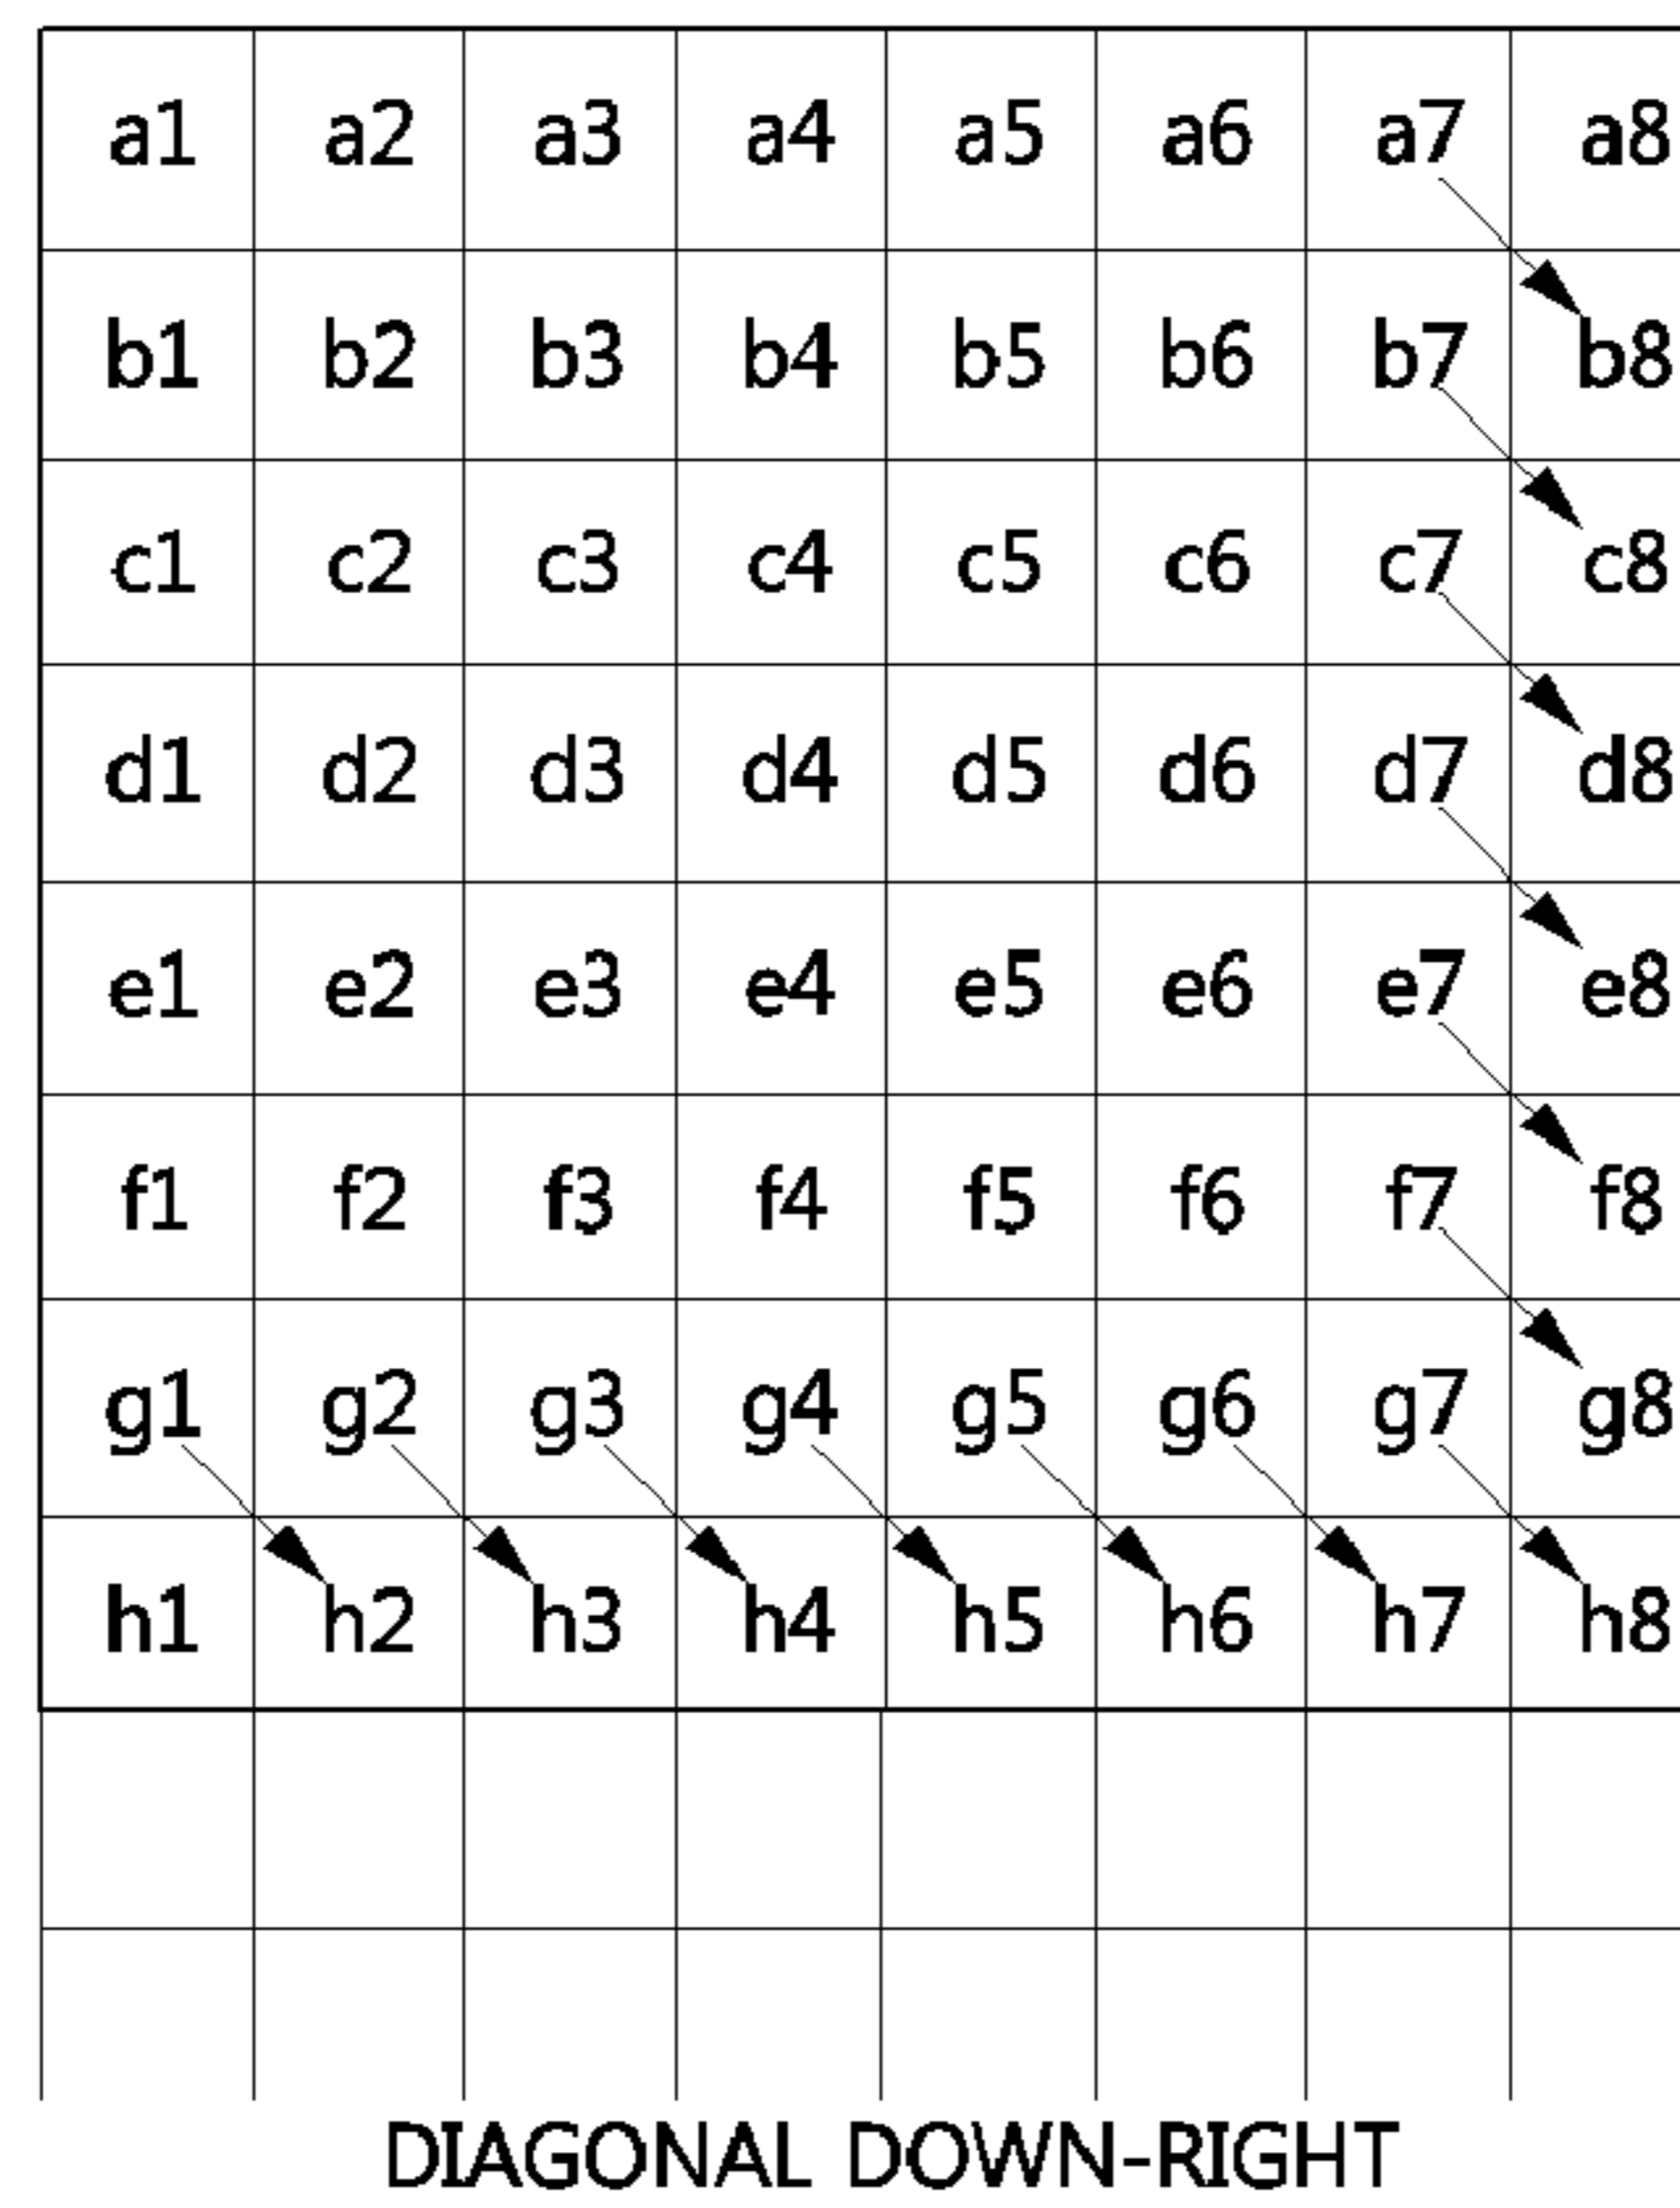 a1 a2 a3 a4 a5 a6 a7 a8
b1 b2 b3 b4 b5 b6 b7 b8
c1 c2 c3 c4 c5 c6 c7 c8
d1 d2 d3 d4 d5 d6 d7 d8
e1 e2 e3 e4 e5 e6 e7 e8
f1 f2 f3 f4 f5 f6 f7 f8
g1 g2 g3 g4 g5 g6 g7 g8
h1 h2 h3 h4 h5 h6 h7 h8
DIAGONAL DOWN-RIGHT